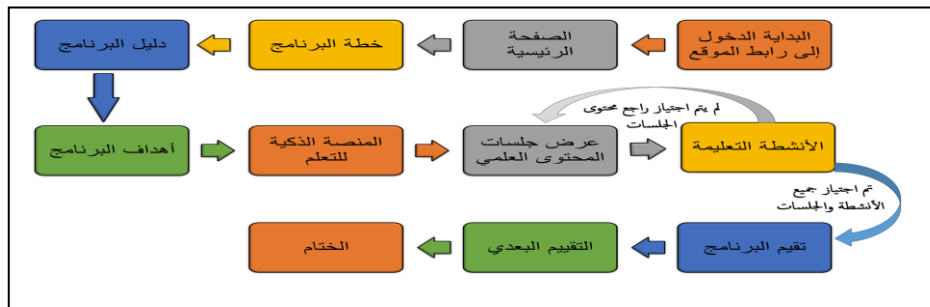 البداية الدخول
إلى رابط الموقع
الصفحة
الرئيسية
خطة البرنامج
دليل البرنامج
أهداف البرنامج
المنصة الذكية
للتعلم
عرض جلسات
المحتوى العلمي
لم يتم اجتياز راجع محتوى
الجلسات
الأنشطة التعليمة
تم اجتياز جميع
الأنشطة والجلسات
تقيم البرنامج
التقييم البعدي
الختام